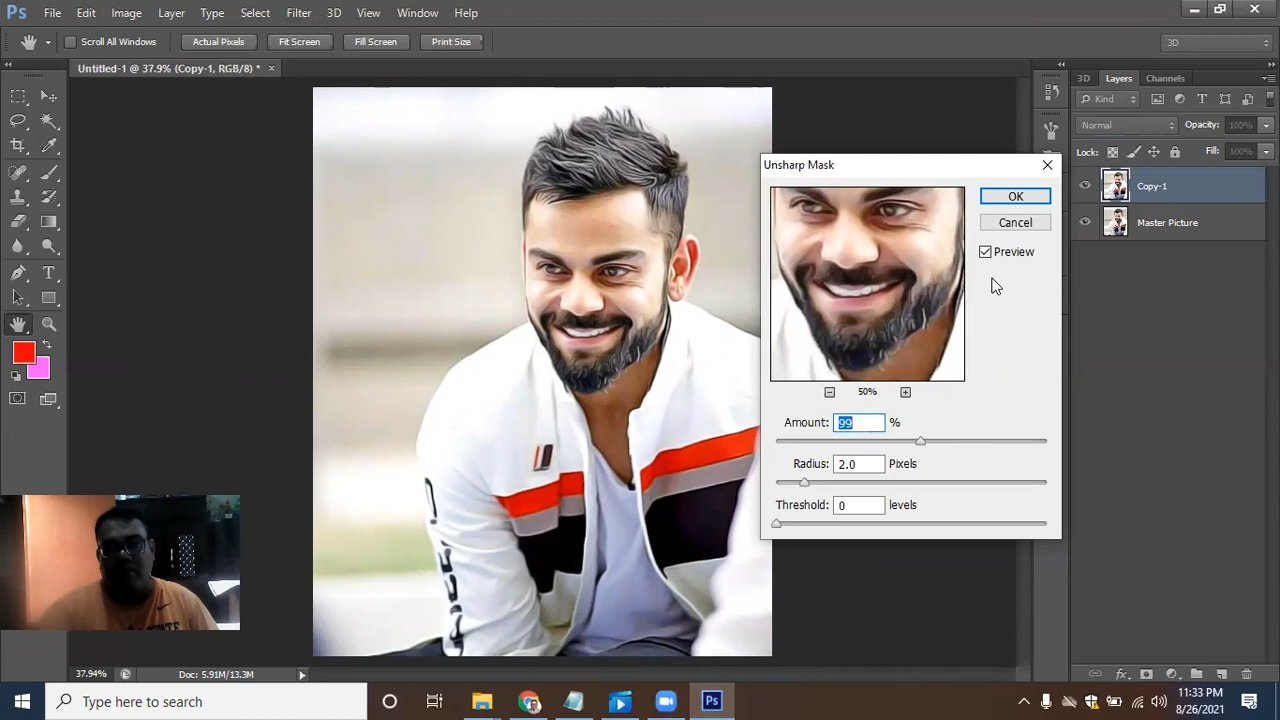 Ps File Edit Image Layer Type Select Filter 3D View Window Help
Scroll All Windows Actual Pixels Fit Screen Fill Screen Print Size 3D
Untitled-1 @ 37.9% (Copy-1, RGB/8) * ×
3D Layers Channels
Kind
Normal Opacity: 100%
Lock: Fill: 100%
Copy-1
Master Picture
Unsharp Mask
OK
Cancel
Preview
50%
Amount: 99 %
Radius: 2.0 Pixels
Threshold: 0 levels
37.94% Doc: 5.91M/13.3M
Type here to search
Ps
11:33 PM
8/26/2021